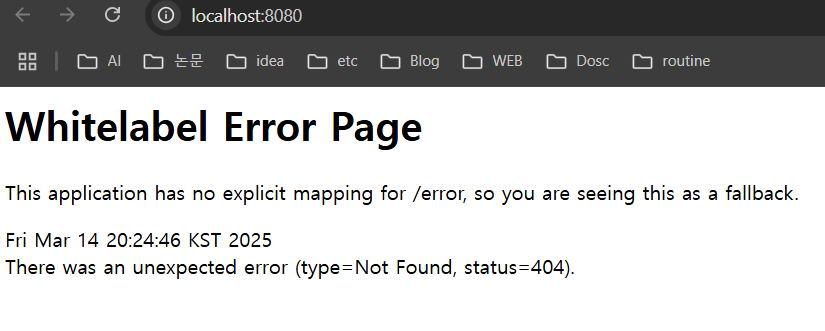 localhost:8080
AI 논문 idea etc Blog WEB Dosc routine
Whitelabel Error Page
This application has no explicit mapping for /error, so you are seeing this as a fallback.
Fri Mar 14 20:24:46 KST 2025
There was an unexpected error (type=Not Found, status=404).